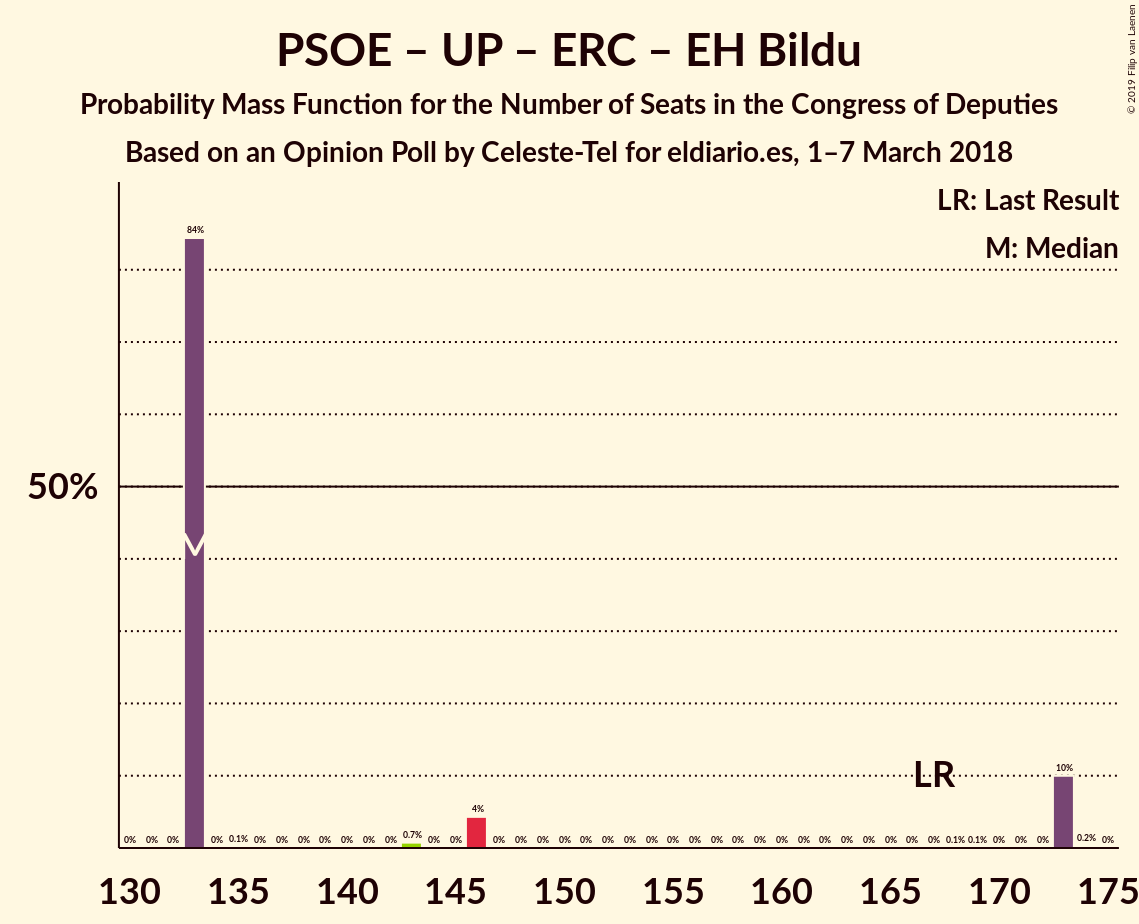 © 2019 Filip van Laenen
PSOE – UP – ERC – EH Bildu
Probability Mass Function for the Number of Seats in the Congress of Deputies
Based on an Opinion Poll by Celeste-Tel for eldiario.es, 1–7 March 2018
LR: Last Result
M: Median
84%
50%
LR
10%
4%
0% 0% 0% 0% 0.1% 0% 0% 0% 0% 0% 0% 0% 0.7% 0% 0% 0% 0% 0% 0% 0% 0% 0% 0% 0% 0% 0% 0% 0% 0% 0% 0% 0% 0% 0% 0% 0% 0.1% 0.1% 0% 0% 0% 0.2% 0%
130 135 140 145 150 155 160 165 170 175